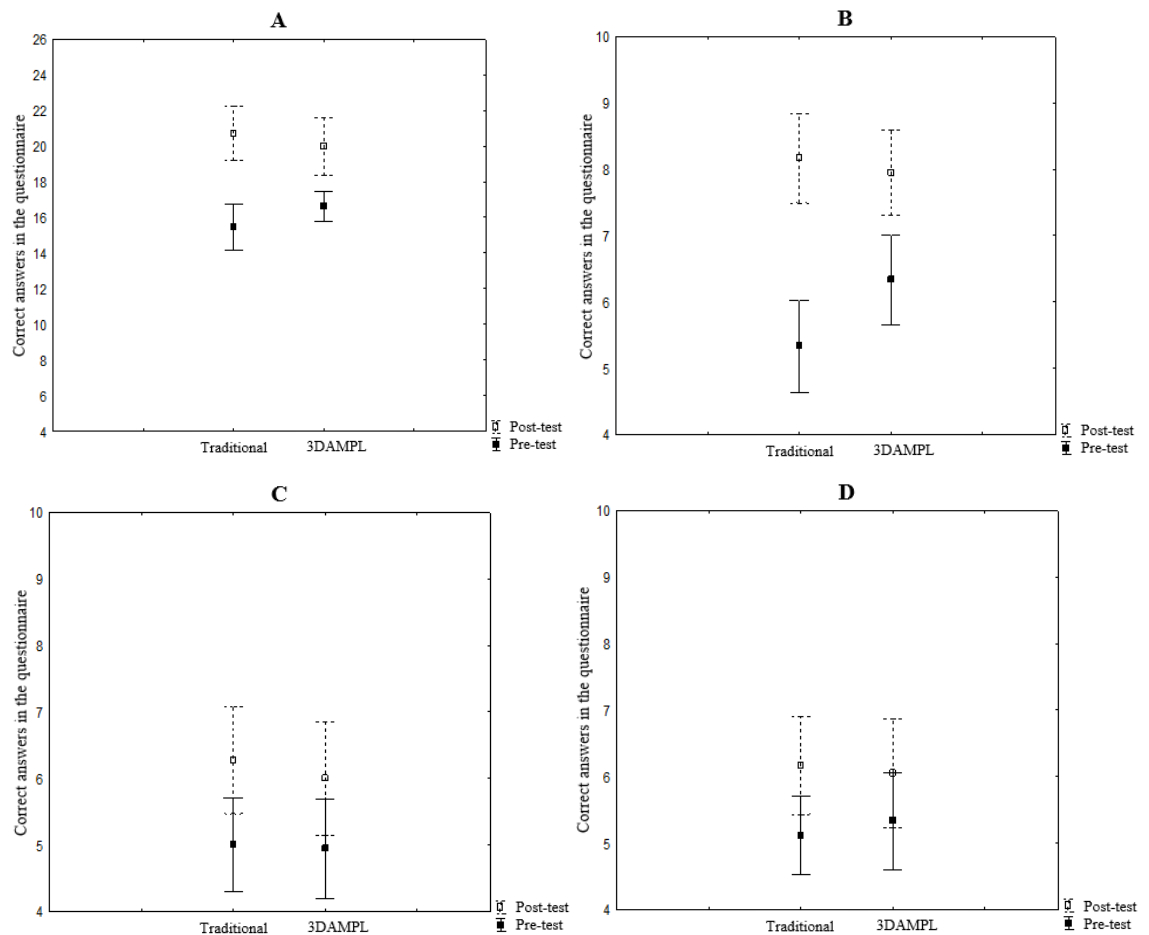 A
Correct answers in the questionnaire
26
24
22
20
18
16
14
12
10
8
6
4
Traditional
3DAMPL
Post-test
Pre-test
B
Correct answers in the questionnaire
10
9
8
7
6
5
4
Traditional
3DAMPL
Post-test
Pre-test
C
Correct answers in the questionnaire
10
9
8
7
6
5
4
Traditional
3DAMPL
Post-test
Pre-test
D
Correct answers in the questionnaire
10
9
8
7
6
5
4
Traditional
3DAMPL
Post-test
Pre-test